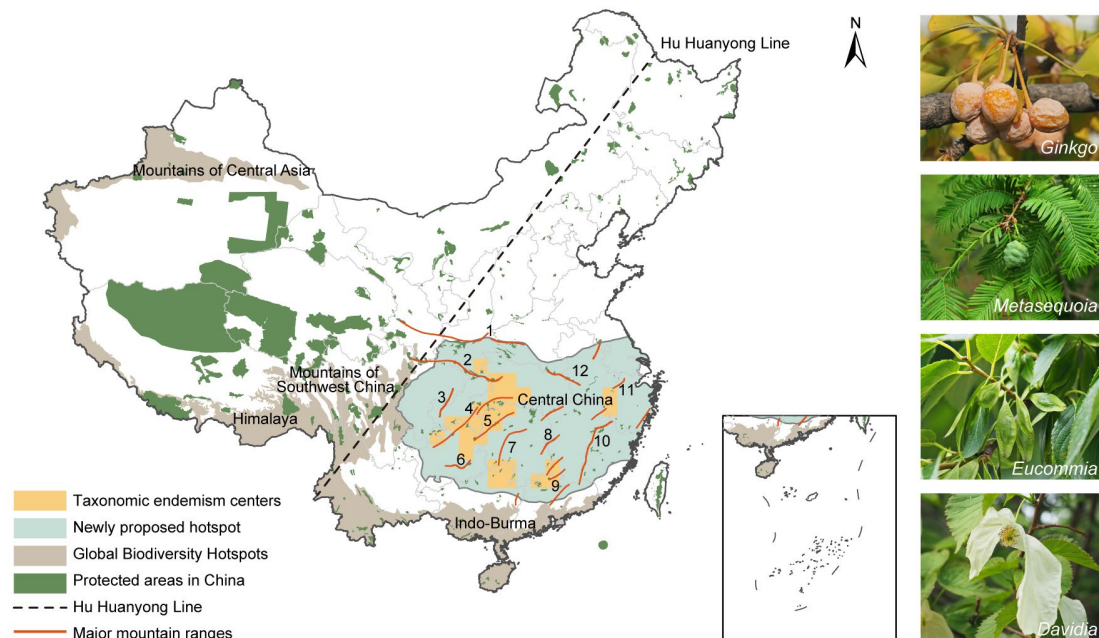 Hu Huanyong Line
N
Ginkgo
Mountains of Central Asia
Metasequoia
1
Mountains of
Southwest China
2
12
3
Central China
11
4
5
Himalaya
Eucommia
6
7
8
10
9
Indo-Burma
Taxonomic endemism centers
Newly proposed hotspot
Global Biodiversity Hotspots
Protected areas in China
Hu Huanyong Line
Major mountain ranges
Davidia